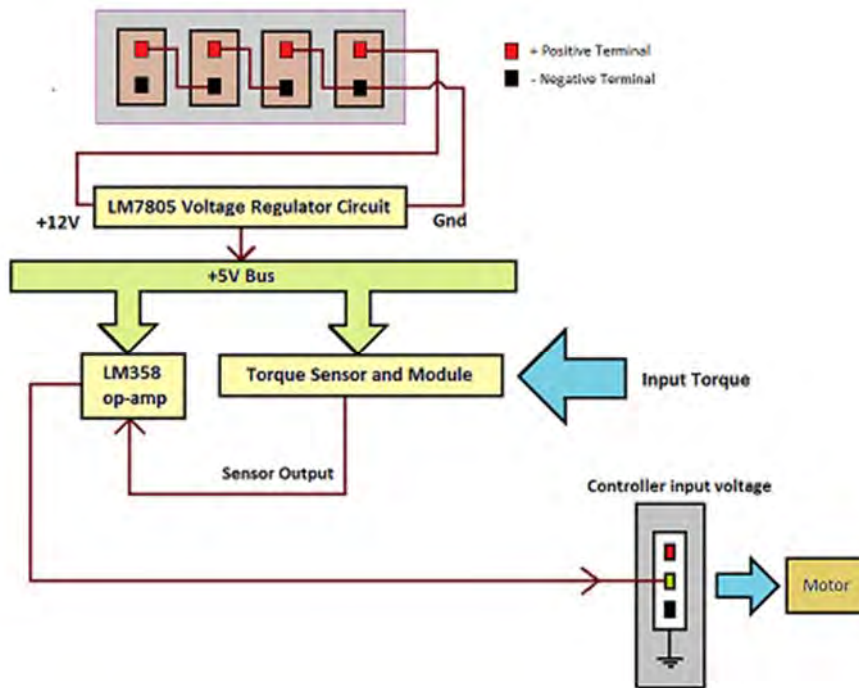 + Positive Terminal
- Negative Terminal
LM7805 Voltage Regulator Circuit
+12V
Gnd
+5V Bus
LM358
op-amp
Torque Sensor and Module
Input Torque
Sensor Output
Controller input voltage
Motor